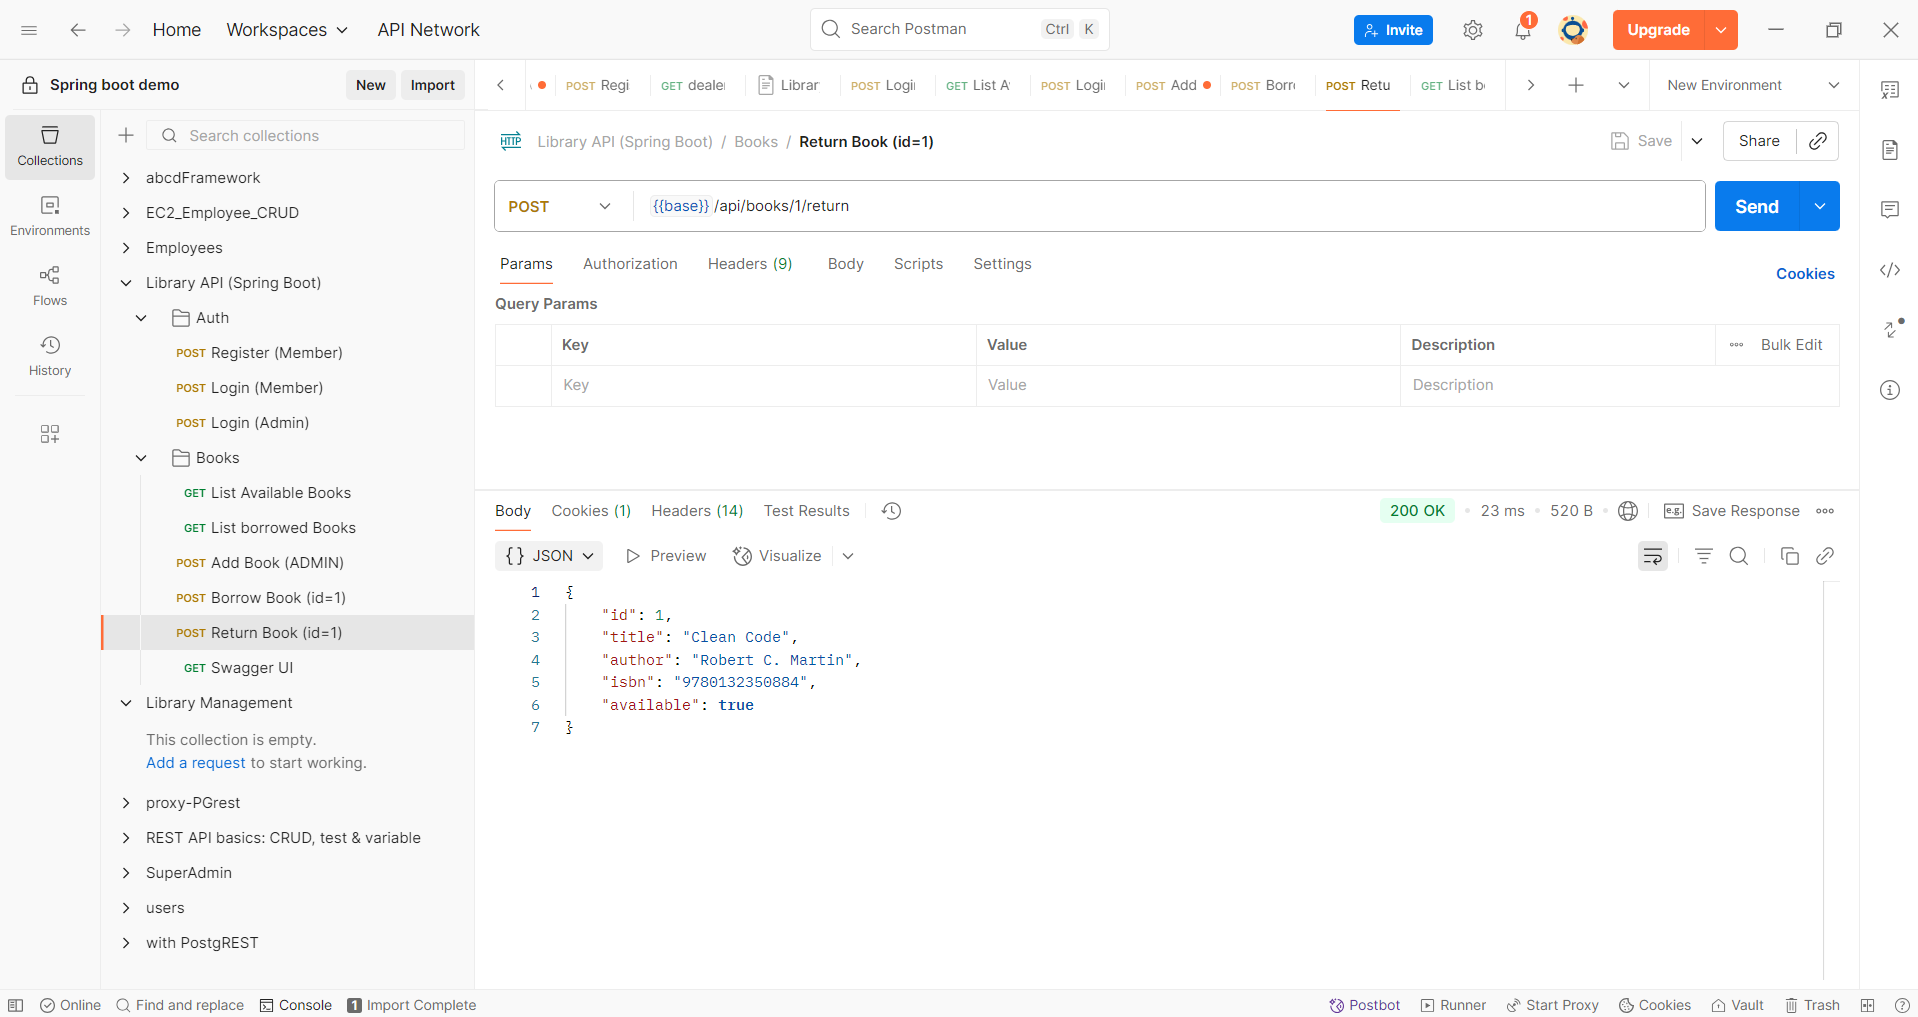 Home Workspaces API Network Search Postman Ctrl K Invite 1 Upgrade
Spring boot demo New Import
POST Regi GET deale POST Logi GET List A POST Logi POST Add POST Borr POST Retu GET List b New Environment
Collections
Environments
Flows
History
Search collections
abcdFramework
EC2_Employee_CRUD
Employees
Library API (Spring Boot)
Auth
POST Register (Member)
POST Login (Member)
POST Login (Admin)
Books
GET List Available Books
GET List borrowed Books
POST Add Book (ADMIN)
POST Borrow Book (id=1)
POST Return Book (id=1)
GET Swagger UI
Library Management
This collection is empty.
Add a request to start working.
proxy-PGrest
REST API basics: CRUD, test & variable
SuperAdmin
users
with PostgREST
HTTP Library API (Spring Boot) / Books / Return Book (id=1) Save Share
POST {{base}} /api/books/1/return Send
Params Authorization Headers (9) Body Scripts Settings Cookies
Query Params
Key Value Description Bulk Edit
Key Value Description
Body Cookies (1) Headers (14) Test Results 200 OK 23 ms 520 B e.g. Save Response
{} JSON Preview Visualize
1 {
2 "id": 1,
3 "title": "Clean Code",
4 "author": "Robert C. Martin",
5 "isbn": "9780132350884",
6 "available": true
7 }
Online Find and replace Console 1 Import Complete Postbot Runner Start Proxy Cookies Vault Trash